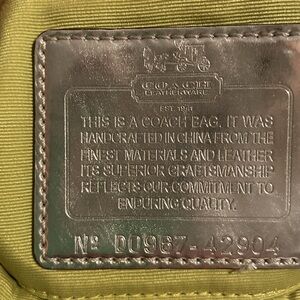 COACH
LEATHERWARE
EST. 1941
THIS IS A COACH BAG. IT WAS
HANDCRAFTED IN CHINA FROM THE
FINEST MATERIALS AND LEATHER
ITS SUPERIOR CRAFTSMANSHIP
REFLECTS OUR COMMITMENT TO
ENDURING QUALITY.
Nº D0967-42904